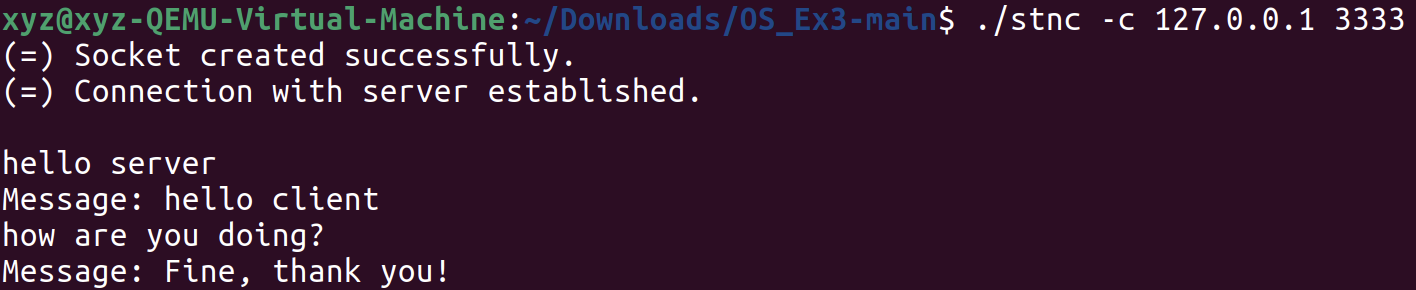 xyz@xyz-QEMU-Virtual-Machine:~/Downloads/OS_Ex3-main$ ./stnc -c 127.0.0.1 3333
(=) Socket created successfully.
(=) Connection with server established.
hello server
Message: hello client
how are you doing?
Message: Fine, thank you!